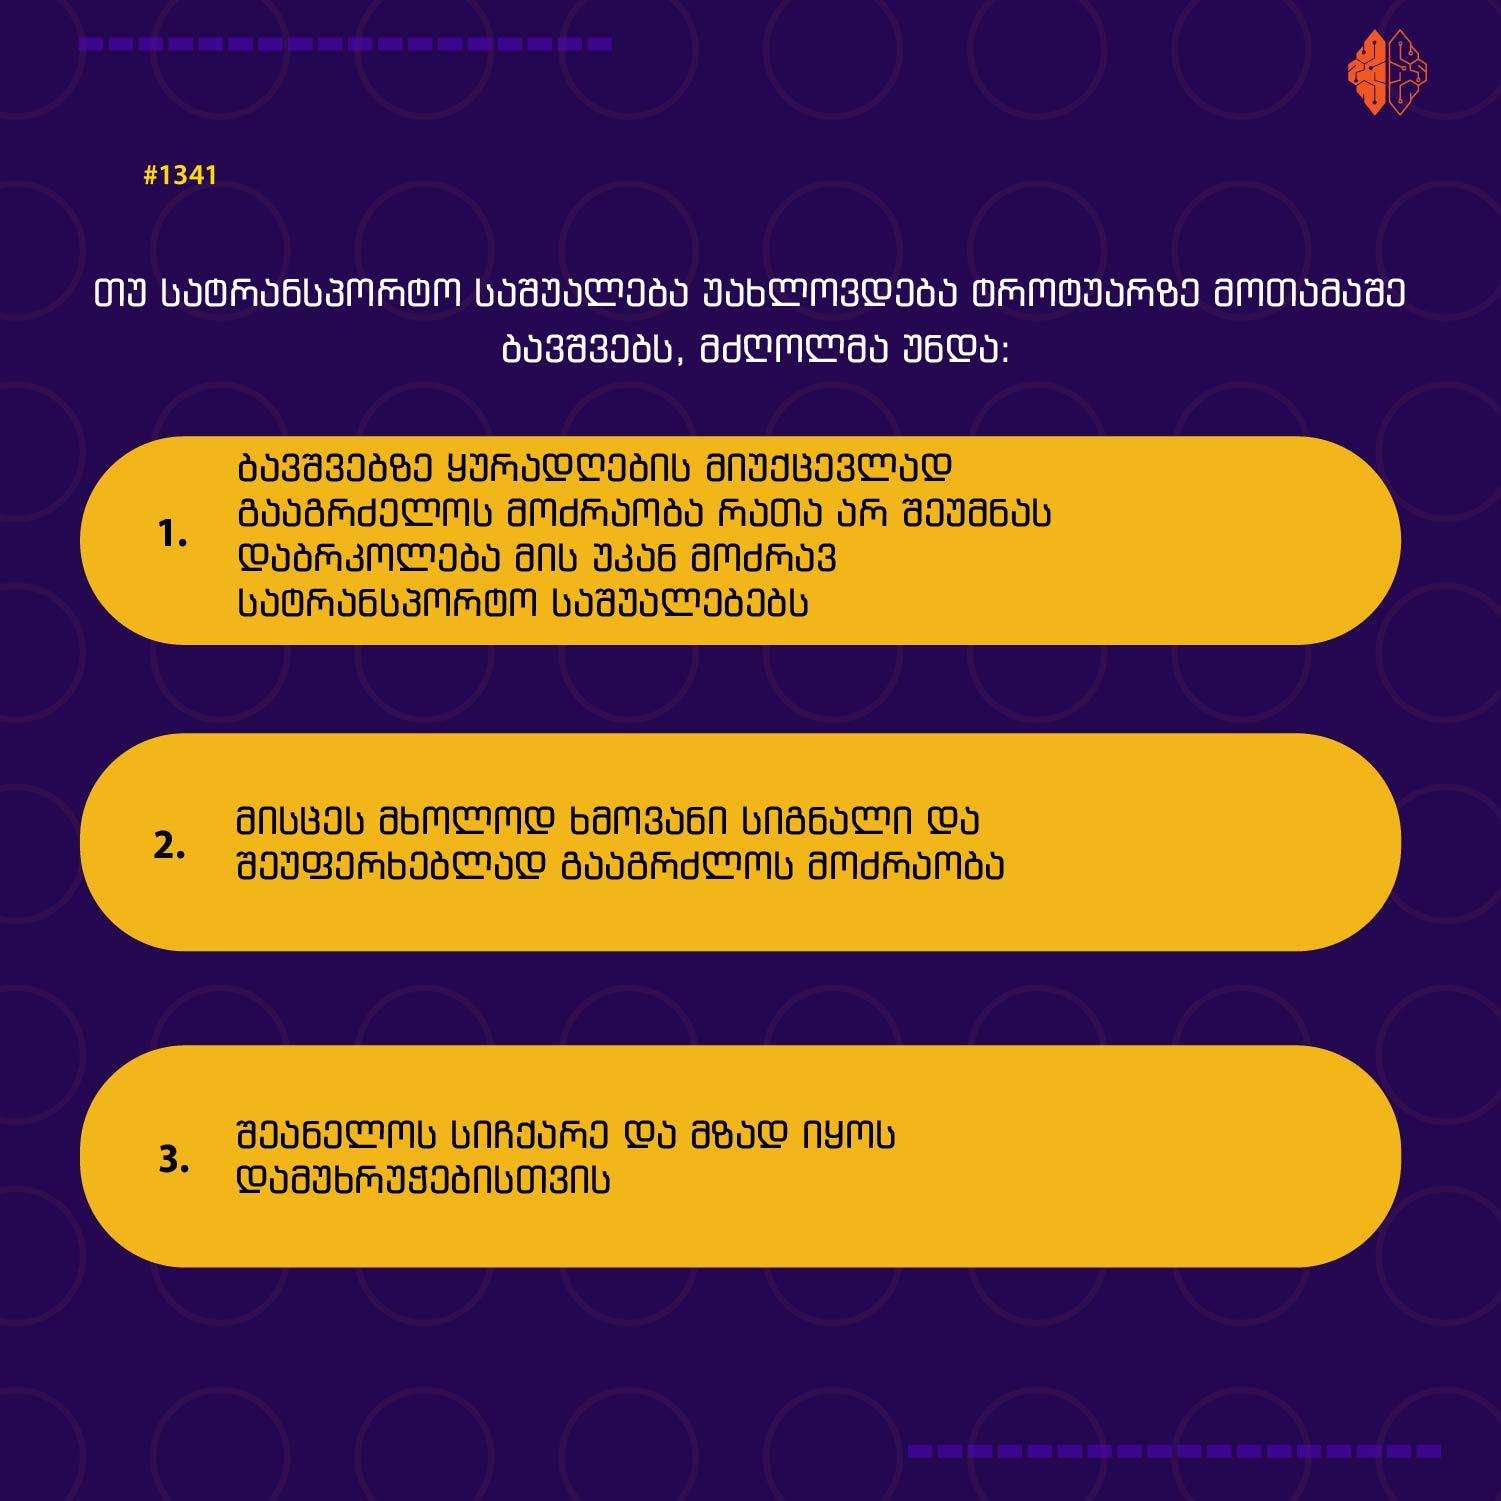 #1341
თუ სატრანსპორტო საშუალება უახლოვდება ტროტუარზე მოთამაშე
ბავშვებს, მძღოლმა უნდა:
ბავშვებზე ყურადღების მიუქცევლად
გააგრძელოს მოძრაობა რათა არ შეუმნას
1.
დაბრკოლება მის უკან მოძრავ
სატრანსპორტო საშუალებებს
მისცეს მხოლოდ ხმოვანი სიგნალი და
2.
შეუფერხებლად გააგრძლოს მოძრაობა
შეანელოს სიჩქარე და მზად იყოს
3.
დამუხრუჭებისთვის